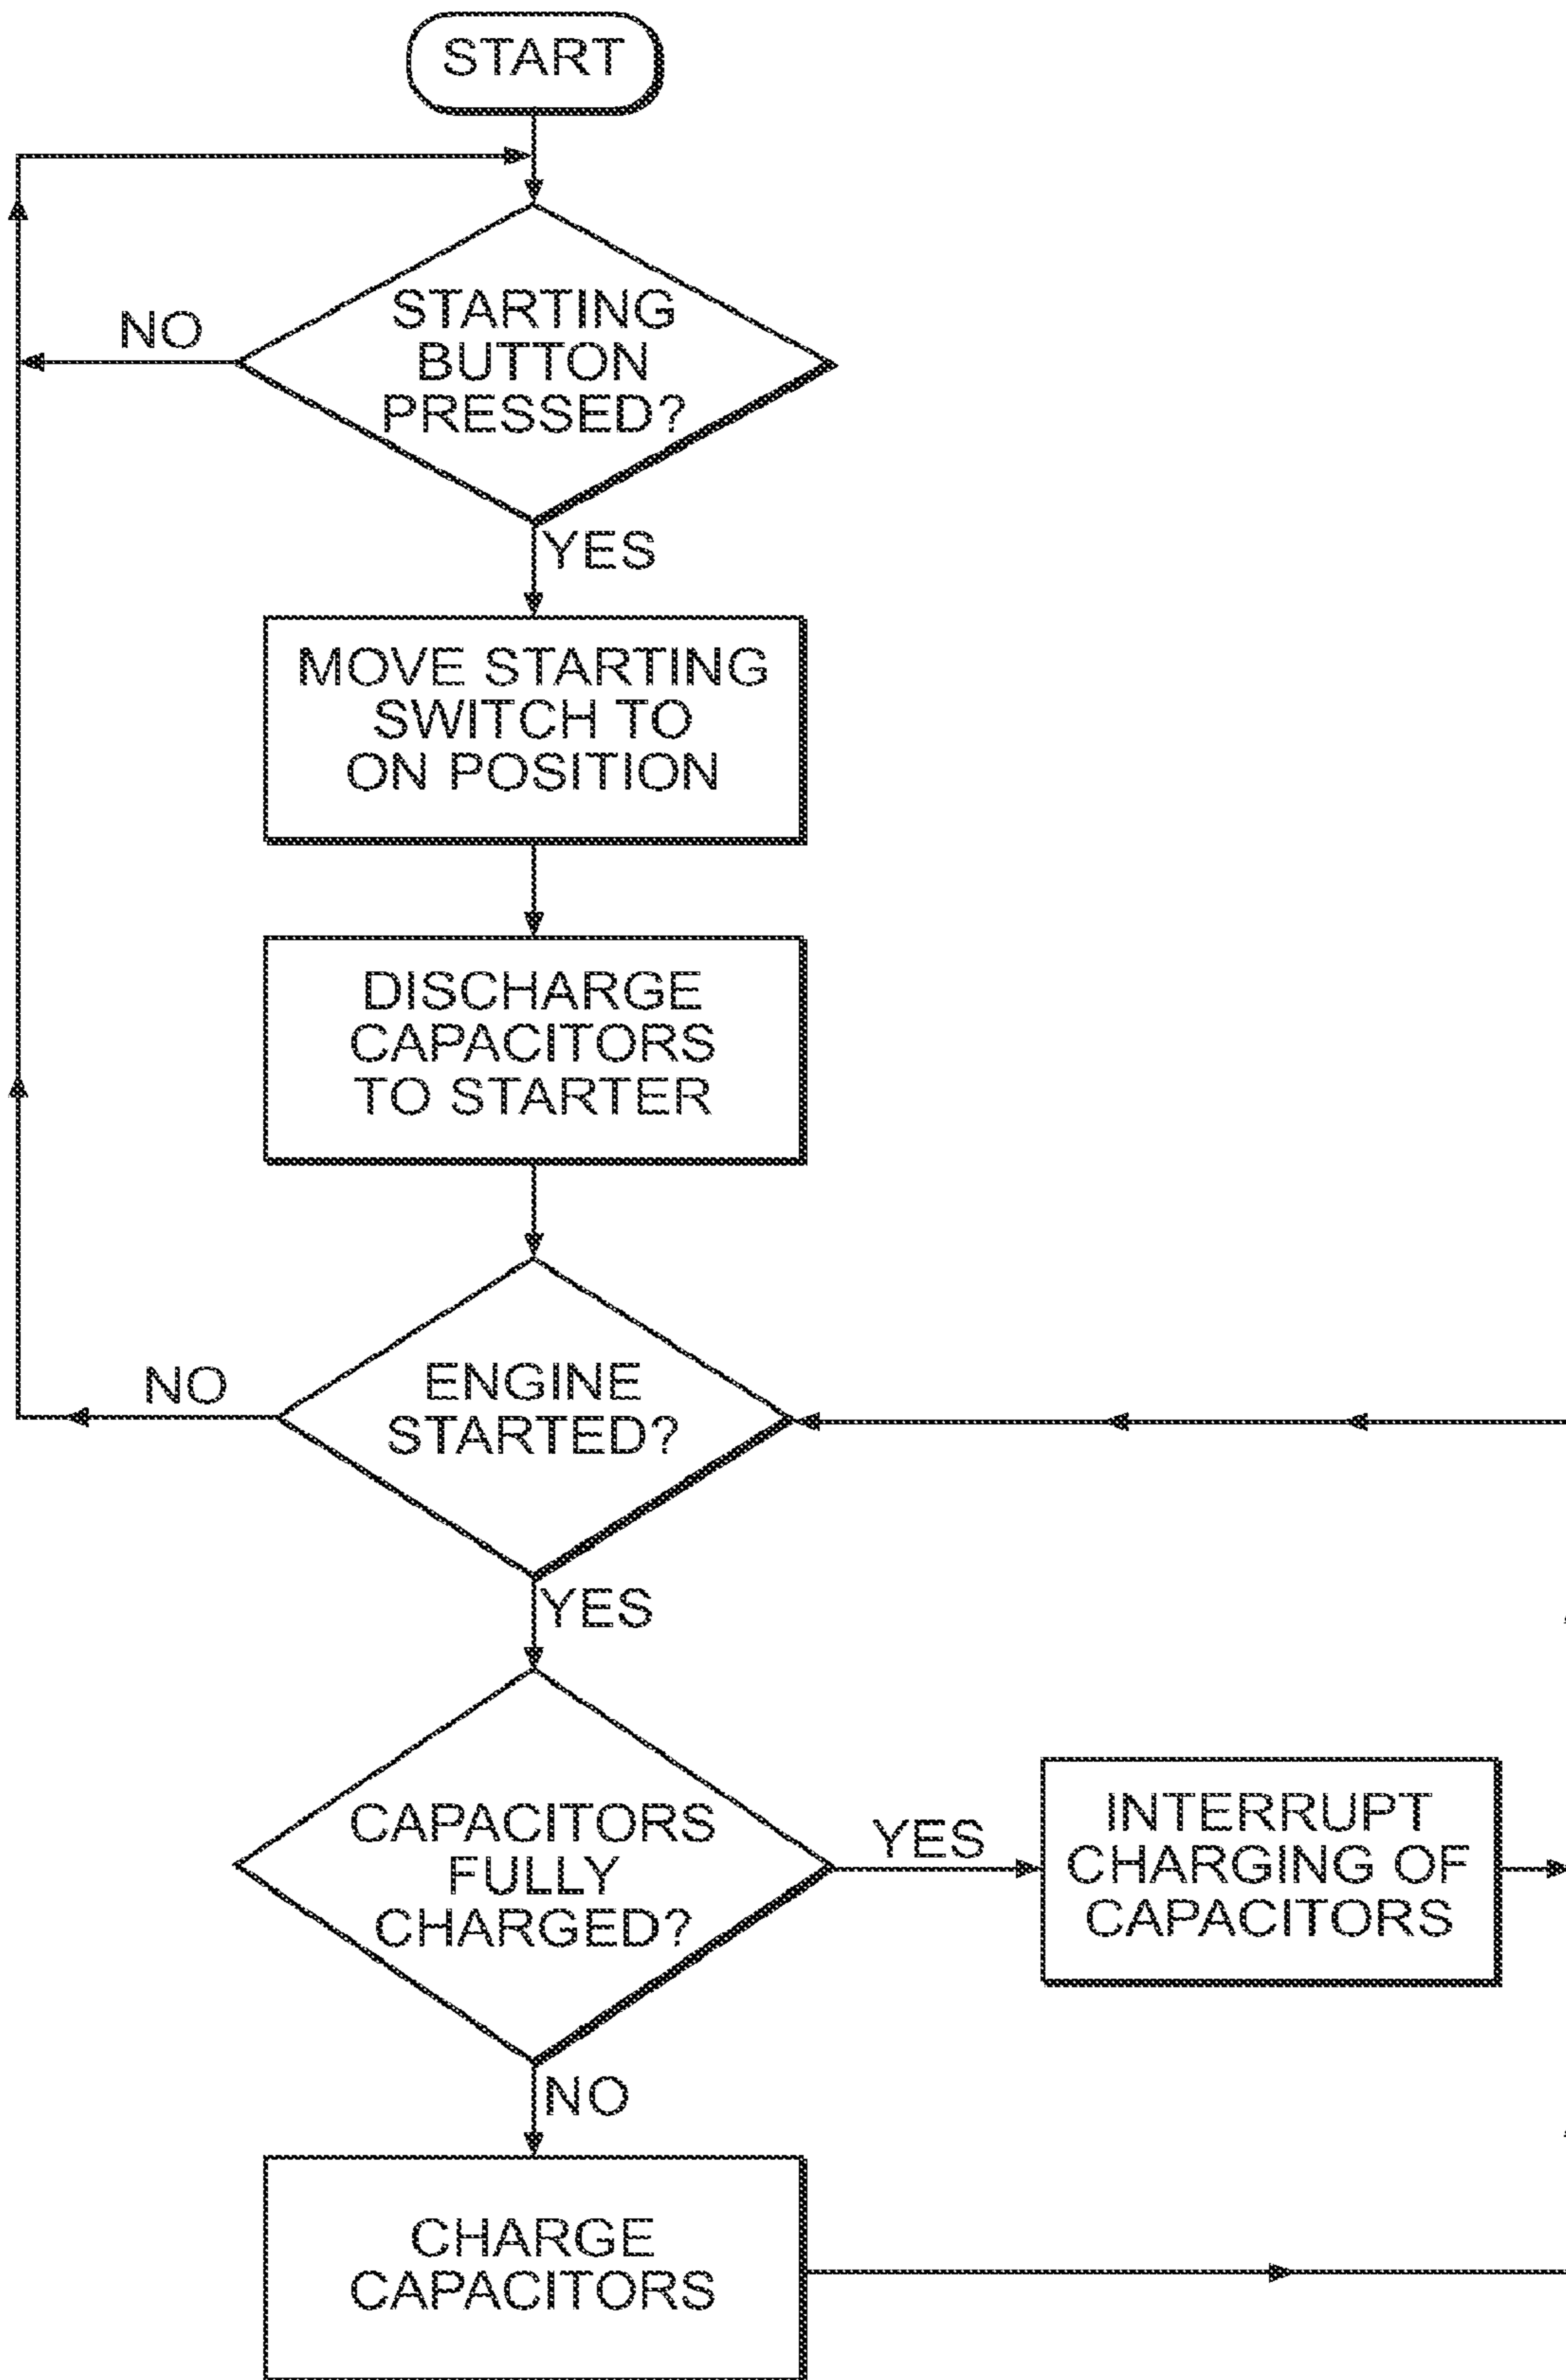 START
NO
STARTING
BUTTON
PRESSED?
YES
MOVE STARTING
SWITCH TO
ON POSITION
DISCHARGE
CAPACITORS
TO STARTER
NO
ENGINE
STARTED?
YES
CAPACITORS
FULLY
CHARGED?
YES
INTERRUPT
CHARGING OF
CAPACITORS
NO
CHARGE
CAPACITORS